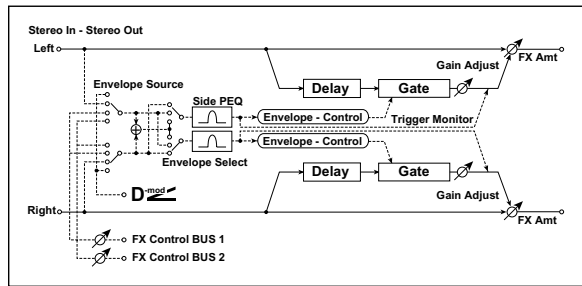 Stereo In - Stereo Out
Left
FX Amt
Gain Adjust
Envelope Source
Side PEQ
Delay
Gate
Envelope - Control
Trigger Monitor
Envelope - Control
Envelope Select
D-mod
Delay
Gate
Gain Adjust
Right
FX Amt
FX Control BUS 1
FX Control BUS 2